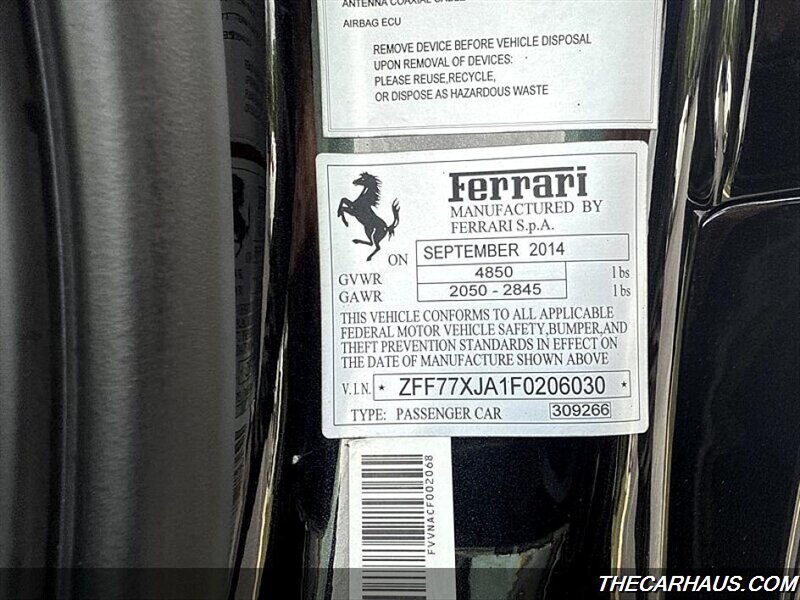 ANTENNA COAXIAL CABLE
AIRBAG ECU
REMOVE DEVICE BEFORE VEHICLE DISPOSAL
UPON REMOVAL OF DEVICES:
PLEASE REUSE,RECYCLE,
OR DISPOSE AS HAZARDOUS WASTE
Ferrari
MANUFACTURED BY
FERRARI S.p.A.
ON SEPTEMBER 2014
GVWR 4850 lbs
GAWR 2050 - 2845 lbs
THIS VEHICLE CONFORMS TO ALL APPLICABLE
FEDERAL MOTOR VEHICLE SAFETY,BUMPER,AND
THEFT PREVENTION STANDARDS IN EFFECT ON
THE DATE OF MANUFACTURE SHOWN ABOVE
V.I.N. * ZFF77XJA1F0206030 *
TYPE: PASSENGER CAR 309266
FVVNACF002068
THECARHAUS.COM